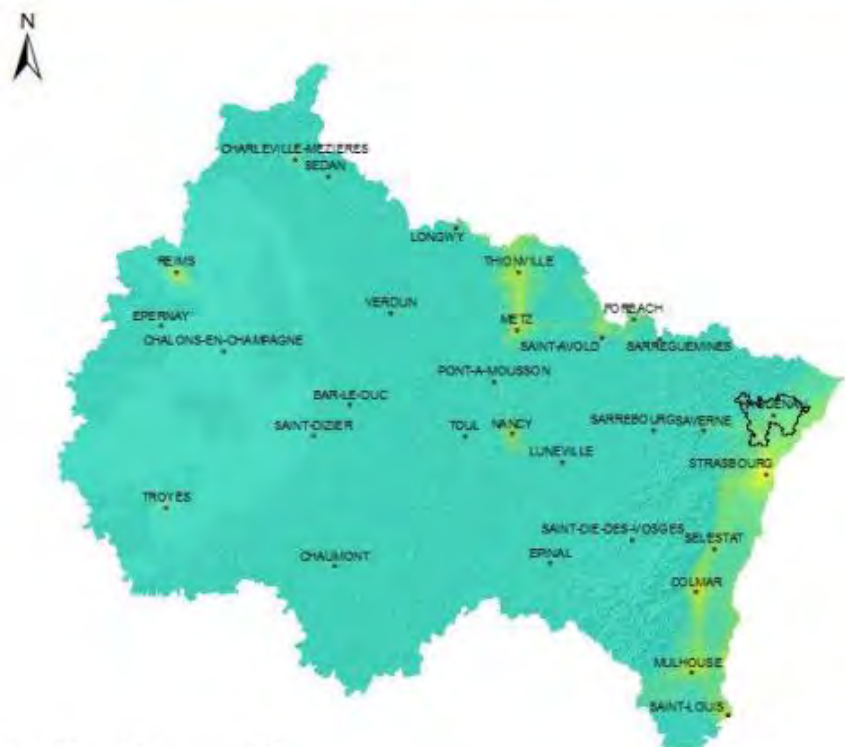 N
CHARLEVILLE-MEZIERES
SEDAN
LONGWY
REIMS
THIONVILLE
VERDUN
FORBACH
EPERNAY
METZ
CHALONS-EN-CHAMPAGNE
SAINT-AVOLD
SARREGUEMINES
PONT-A-MOUSSON
BAR-LE-DUC
SAINT-DIZIER
TOUL
NANCY
SARREBOURG
SAVERNE
LUNEVILLE
STRASBOURG
TROYES
SAINT-DIE-DES-VOSGES
SELESTAT
CHAUMONT
EPINAL
COLMAR
MULHOUSE
SAINT-LOUIS